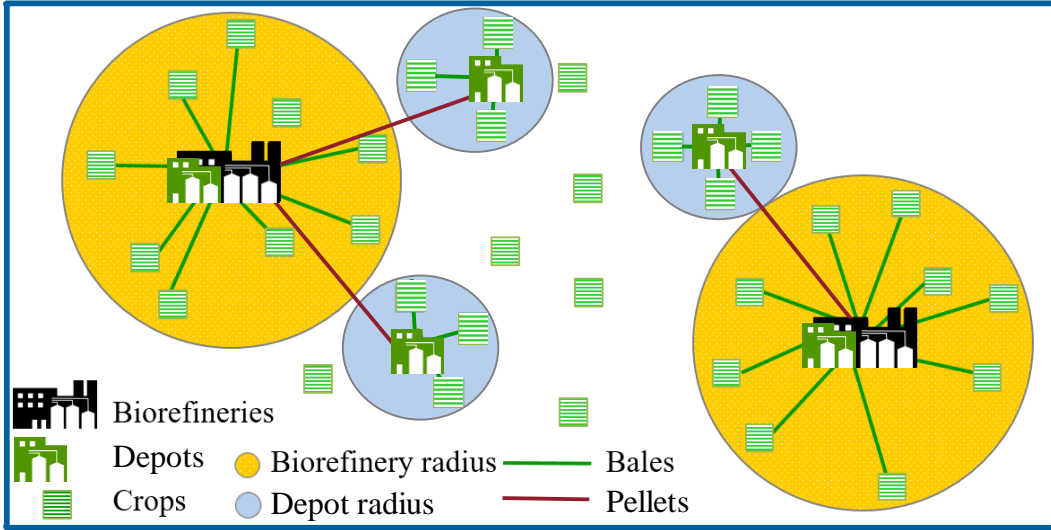 Biorefineries
Depots
Crops
Biorefinery radius
Depot radius
Bales
Pellets